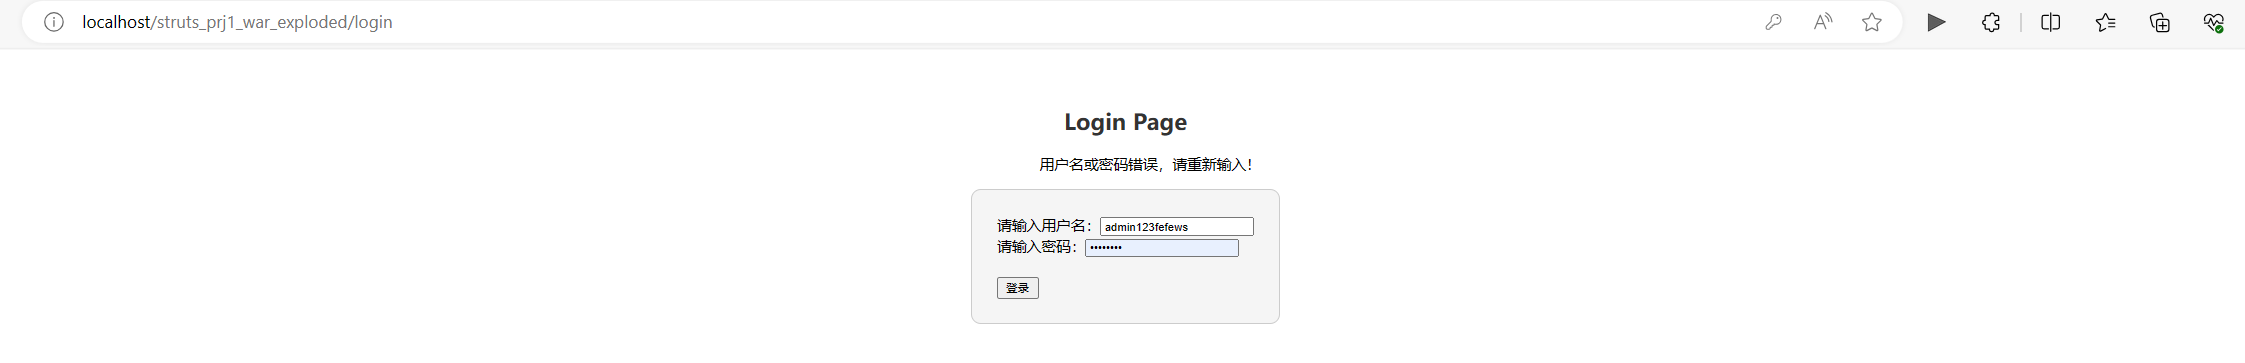 localhost/struts_prj1_war_exploded/login
Login Page
用户名或密码错误，请重新输入！
请输入用户名：admin123fefews
请输入密码：••••••••
登录